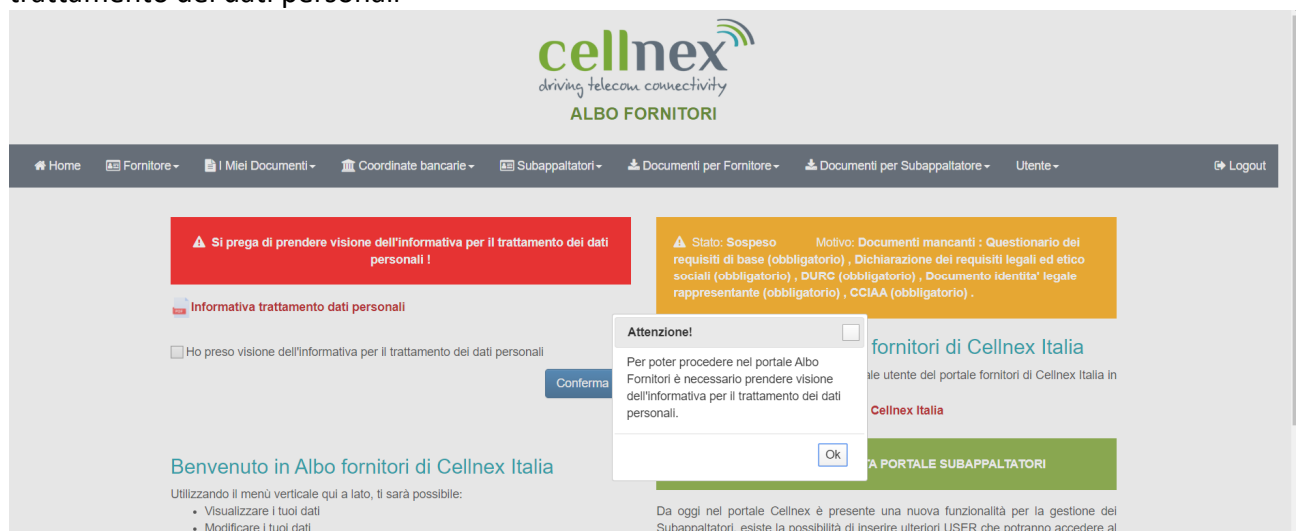 trattamento dei dati personali
cellnex
driving telecom connectivity
ALBO FORNITORI
Home Fornitore I Miei Documenti Coordinate bancarie Subappaltatori Documenti per Fornitore Documenti per Subappaltatore Utente Logout
Si prega di prendere visione dell'informativa per il trattamento dei dati
personali !
Informativa trattamento dati personali
Ho preso visione dell'informativa per il trattamento dei dati personali
Conferma
Benvenuto in Albo fornitori di Cellnex Italia
Utilizzando il menù verticale qui a lato, ti sarà possibile:
• Visualizzare i tuoi dati
• Modificare i tuoi dati
Stato: Sospeso Motivo: Documenti mancanti : Questionario dei
requisiti di base (obbligatorio) , Dichiarazione dei requisiti legali ed etico
sociali (obbligatorio) , DURC (obbligatorio) , Documento identita' legale
rappresentante (obbligatorio) , CCIAA (obbligatorio) .
Attenzione!
Per poter procedere nel portale Albo
Fornitori è necessario prendere visione
dell'informativa per il trattamento dei dati
personali.
Ok
fornitori di Cellnex Italia
ale utente del portale fornitori di Cellnex Italia in
Cellnex Italia
TA PORTALE SUBAPPALTATORI
Da oggi nel portale Cellnex è presente una nuova funzionalità per la gestione dei
Subappaltatori, esiste la possibilità di inserire ulteriori USER che potranno accedere al